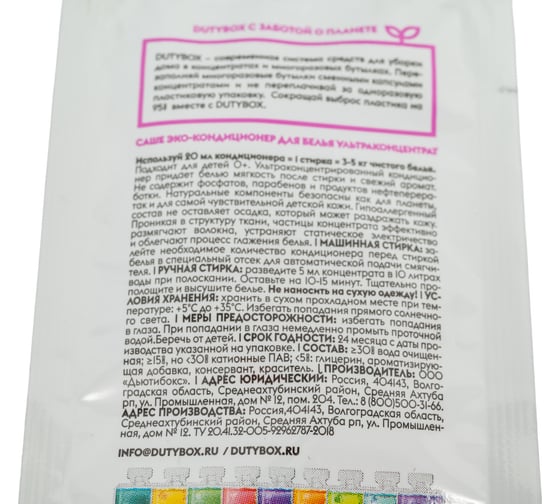 DUTYBOX С ЗАБОТОЙ О ПЛАНЕТЕ
DUTYBOX – современная система средств для уборки
дома в концентратах и многоразовых бутылках. Пере-
наполняй многоразовые бутылки сменными капсулами
концентратами и не переплачивай за одноразовую
пластиковую упаковку. Сокращай выброс пластика на
95% вместе с DUTYBOX.
САШЕ ЭКО-КОНДИЦИОНЕР ДЛЯ БЕЛЬЯ УЛЬТРАКОНЦЕНТРАТ
Используй 20 мл кондиционера = 1 стирка = 3-5 кг чистого белья.
Подходит для детей 0+. Ультраконцентрированный кондицио-
нер придает белью мягкость после стирки и свежий аромат.
Не содержит фосфатов, парабенов и продуктов нефтеперера-
ботки. Натуральные компоненты безопасны как для планеты,
так и для самой чувствительной детской кожи. Гипоаллергенный
состав не оставляет осадка, который может раздражать кожу.
Проникая в структуру ткани, частицы концентрата эффективно
размягчают волокна, устраняют статическое электричество
и облегчают процесс глажения белья. | МАШИННАЯ СТИРКА: за-
лейте необходимое количество кондиционера перед стиркой
белья в специальный отсек для автоматической подачи смягчи-
теля. | РУЧНАЯ СТИРКА: разведите 5 мл концентрата в 10 литрах
воды при полоскании. Оставьте на 10-15 минут. Тщательно про-
полощите и высушите белье. Не наносить на сухую одежду! | УС-
ЛОВИЯ ХРАНЕНИЯ: хранить в сухом прохладном месте при тем-
пературе: +5°С до +35°С. Избегать попадания прямого солнечно-
го света. | МЕРЫ ПРЕДОСТОРОЖНОСТИ: избегать попадания
в глаза. При попадании в глаза немедленно промыть проточной
водой.Беречь от детей. | СРОК ГОДНОСТИ: 24 месяца с даты про-
изводства указанной на упаковке. | СОСТАВ: ≥30% вода очищен-
ная; ≥15%, но <30% катионные ПАВ; <5%: глицерин, ароматизирую-
щая добавка, консервант, краситель. | ПРОИЗВОДИТЕЛЬ: ООО
«Дьютибокс». | АДРЕС ЮРИДИЧЕСКИЙ: Россия, 404143, Волго-
градская область, Среднеахтубинский район, Средняя Ахтуба
рп, ул. Промышленная, дом № 12, пом. 204. Тел.: 8 (800)500-31-66.
АДРЕС ПРОИЗВОДСТВА: Россия,404143, Волгоградская область,
Среднеахтубинский район, Средняя Ахтуба рп, ул. Промышлен-
ная, дом № 12. ТУ 20.41.32-005-92962787-2018
INFO@DUTYBOX.RU / DUTYBOX.RU